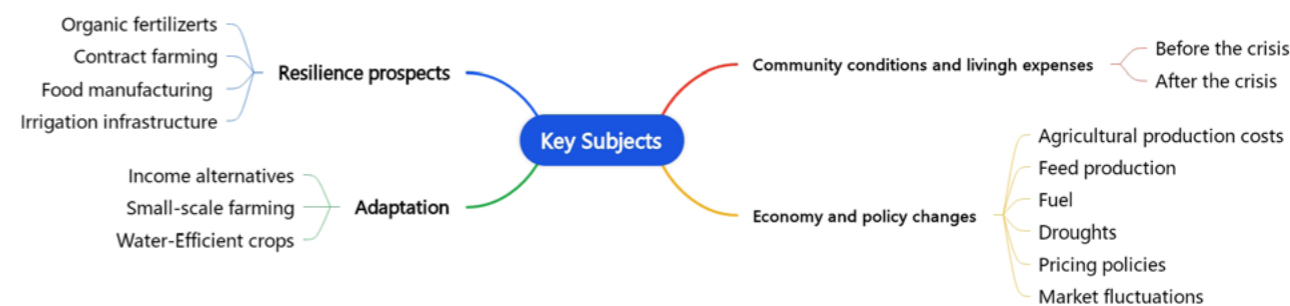 Key Subjects
Resilience prospects
Organic fertilizerts
Contract farming
Food manufacturing
Irrigation infrastructure
Adaptation
Income alternatives
Small-scale farming
Water-Efficient crops
Community conditions and livingh expenses
Before the crisis
After the crisis
Economy and policy changes
Agricultural production costs
Feed production
Fuel
Droughts
Pricing policies
Market fluctuations